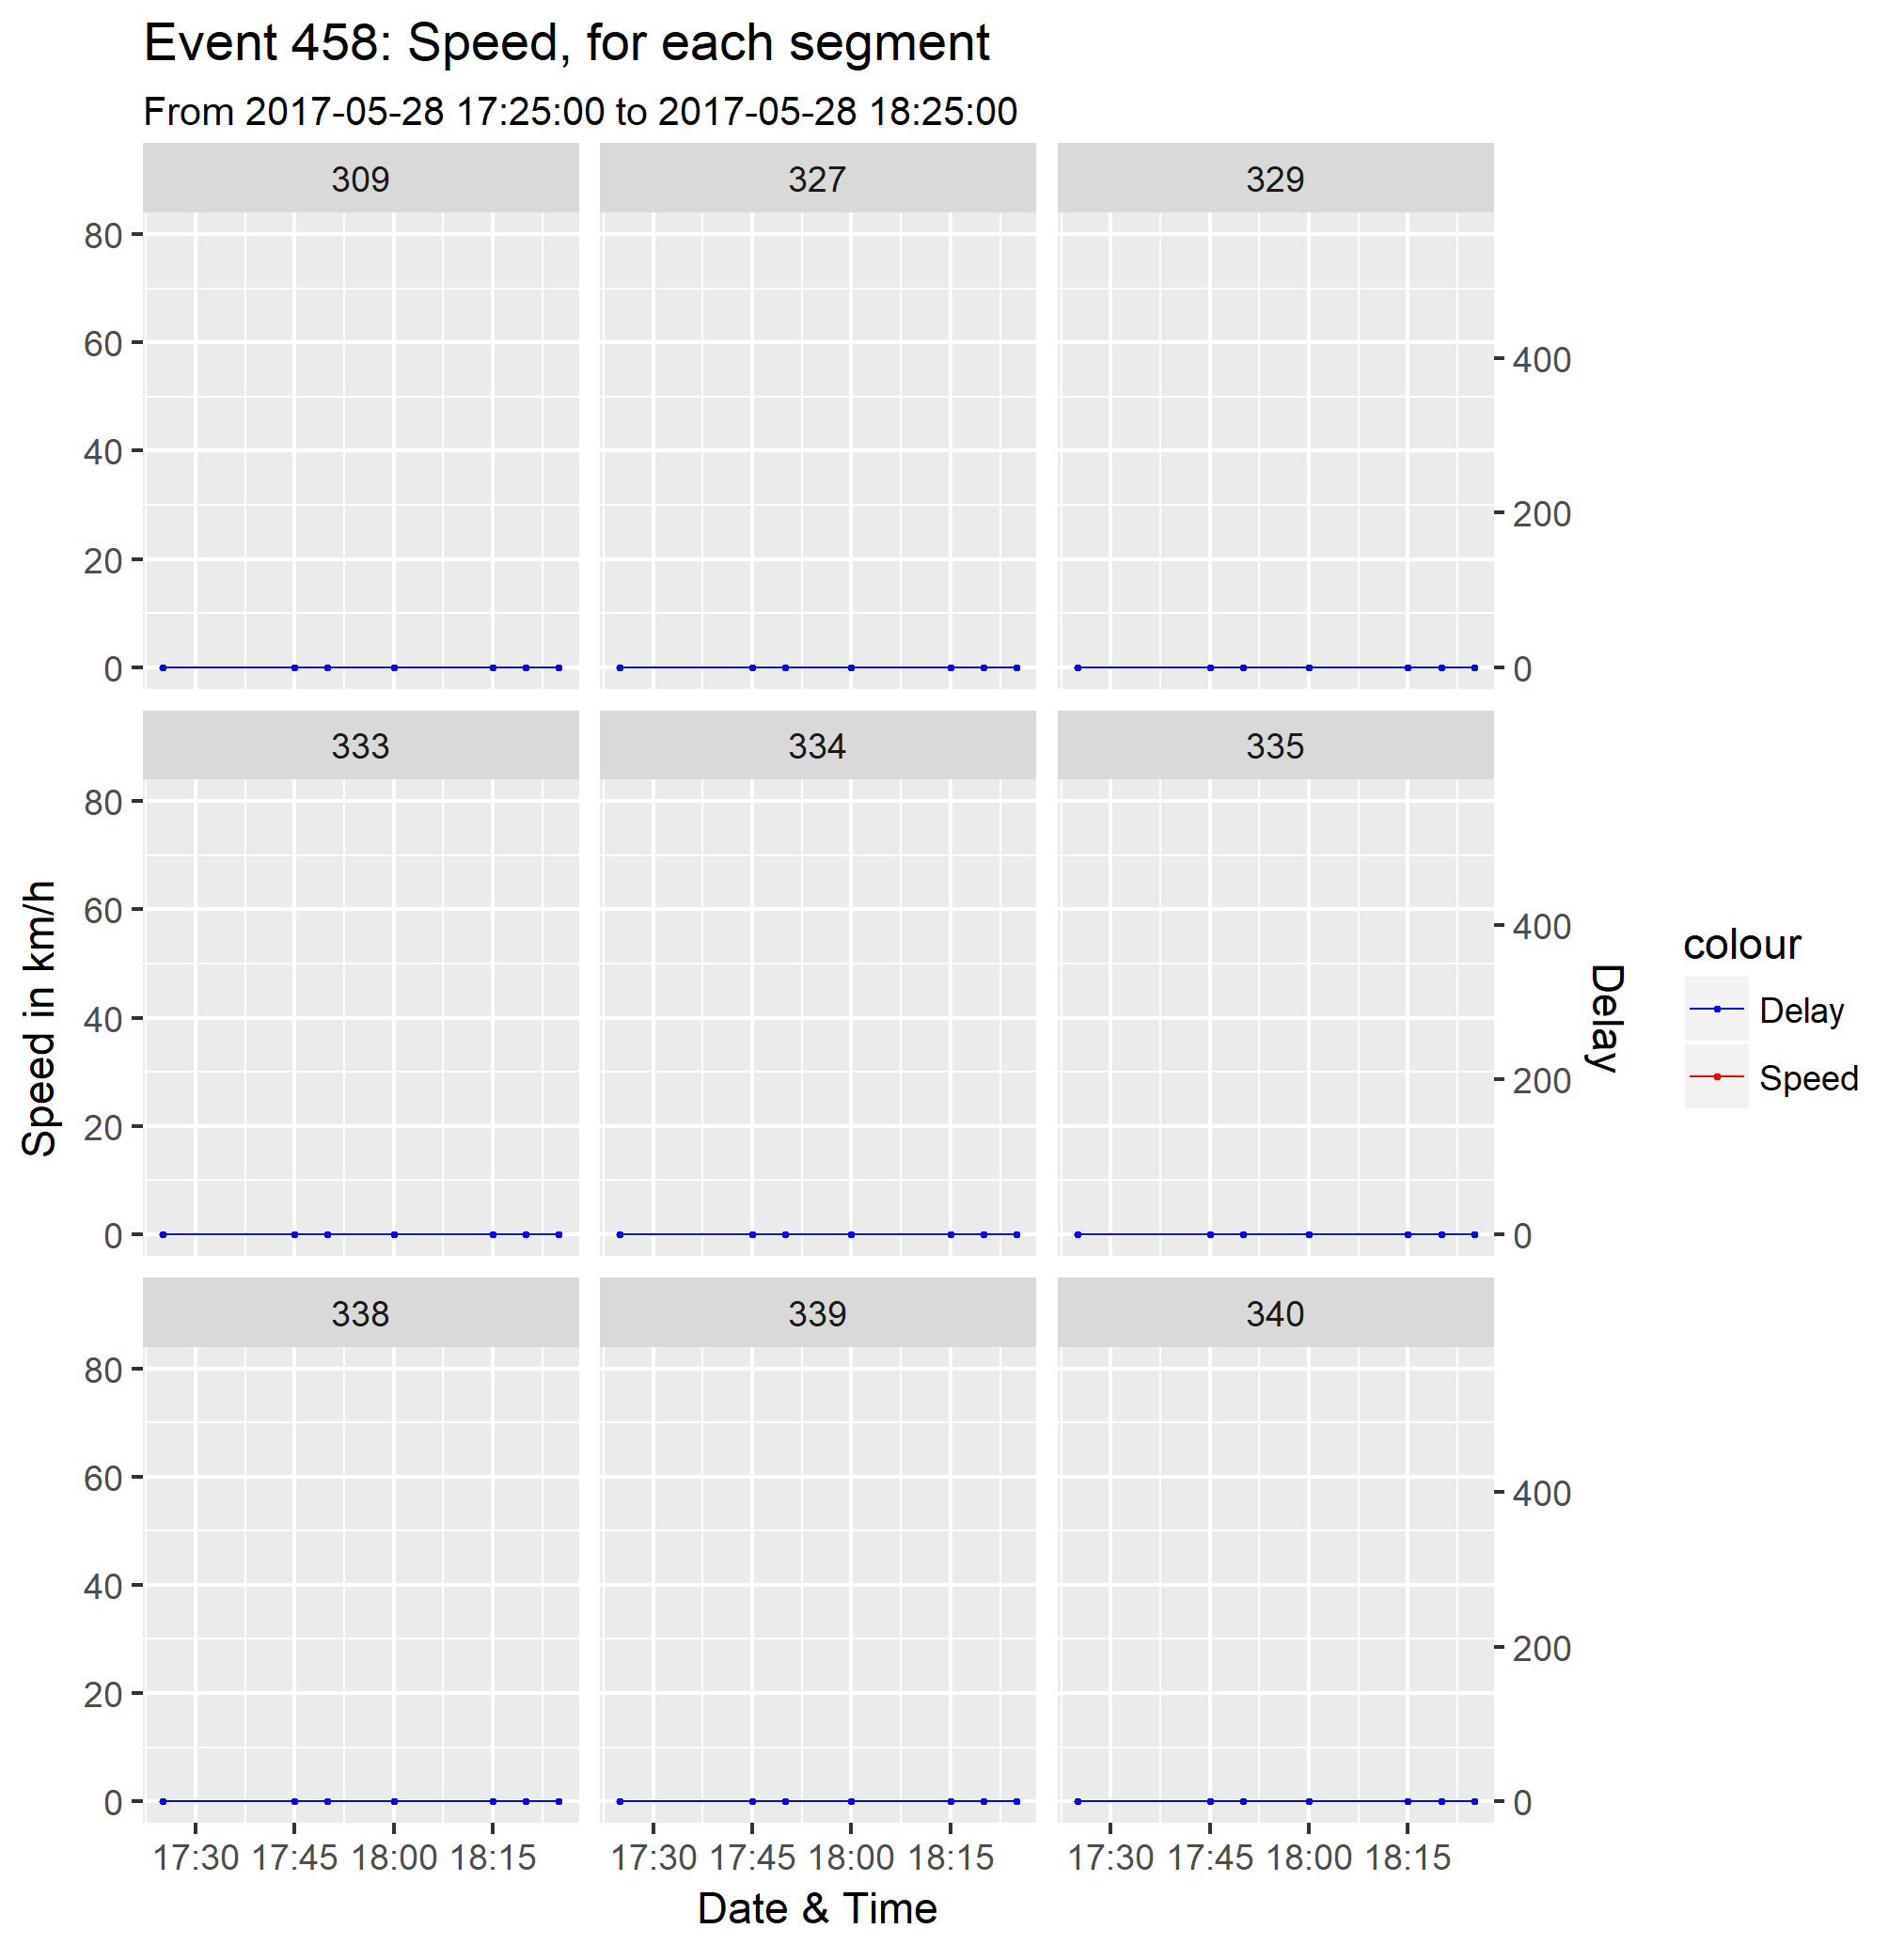 Event 458: Speed, for each segment
From 2017-05-28 17:25:00 to 2017-05-28 18:25:00
309 327 329
80
60
40
20
0
400
200
0
333 334 335
80
60
40
20
0
400
200
0
338 339 340
80
60
40
20
0
400
200
0
17:30 17:45 18:00 18:15 17:30 17:45 18:00 18:15 17:30 17:45 18:00 18:15
Date & Time
Speed in km/h
Delay
colour
Delay
Speed